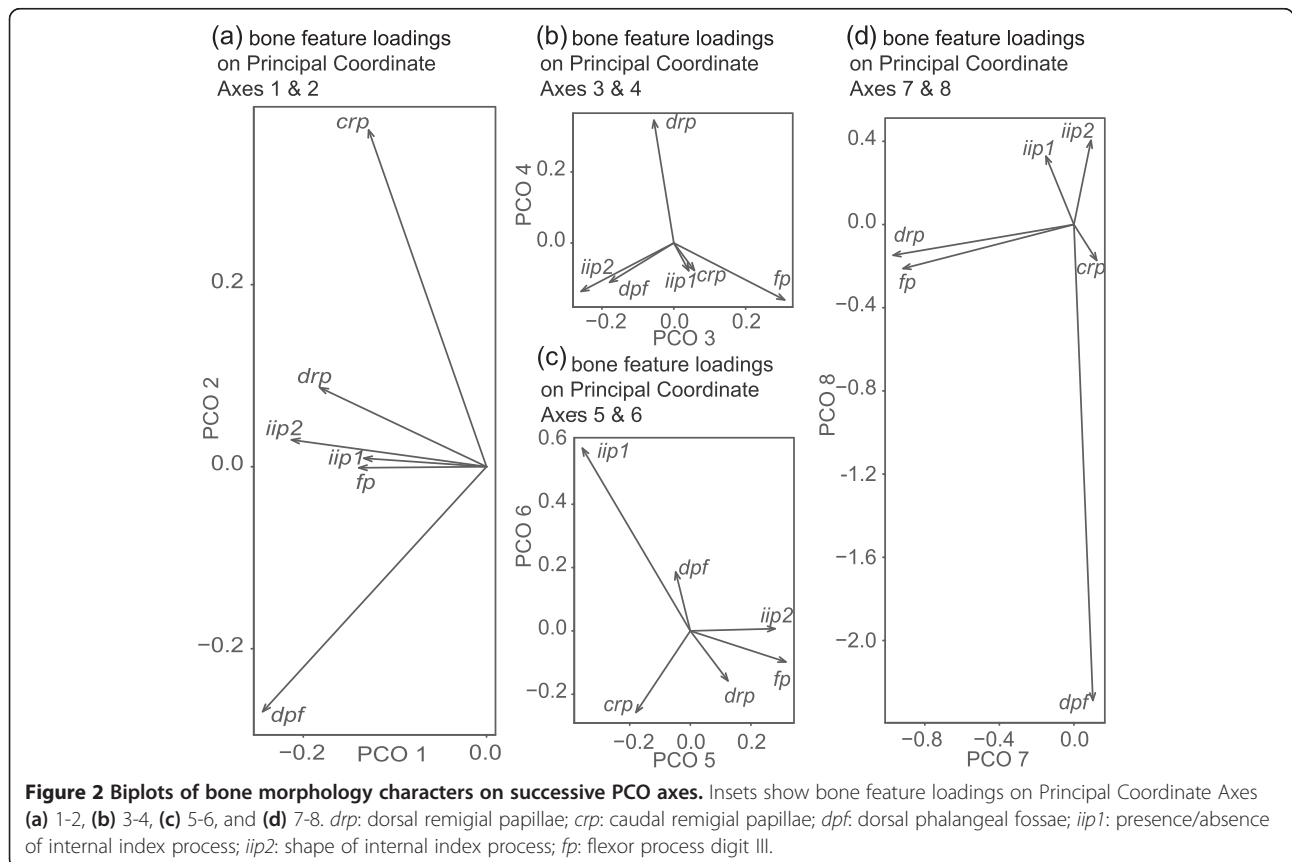 (a) bone feature loadings
on Principal Coordinate
Axes 1 & 2
crp
0.2
drp
iip2
iip1
0.0
fp
PCO 2
−0.2
dpf
−0.2
0.0
PCO 1
(b) bone feature loadings
on Principal Coordinate
Axes 3 & 4
drp
0.2
PCO 4
0.0
iip2
dpf
iip1
crp
fp
−0.2
0.0
0.2
PCO 3
(c) bone feature loadings
on Principal Coordinate
Axes 5 & 6
0.6
iip1
0.4
PCO 6
0.2
dpf
iip2
0.0
fp
drp
−0.2
crp
−0.2
0.0
0.2
PCO 5
(d) bone feature loadings
on Principal Coordinate
Axes 7 & 8
0.4
iip2
iip1
0.0
drp
fp
crp
−0.4
PCO 8
−0.8
-1.2
−1.6
−2.0
dpf
−0.8
−0.4
0.0
PCO 7
Figure 2 Biplots of bone morphology characters on successive PCO axes. Insets show bone feature loadings on Principal Coordinate Axes
(a) 1-2, (b) 3-4, (c) 5-6, and (d) 7-8. drp: dorsal remigial papillae; crp: caudal remigial papillae; dpf: dorsal phalangeal fossae; iip1: presence/absence
of internal index process; iip2: shape of internal index process; fp: flexor process digit III.